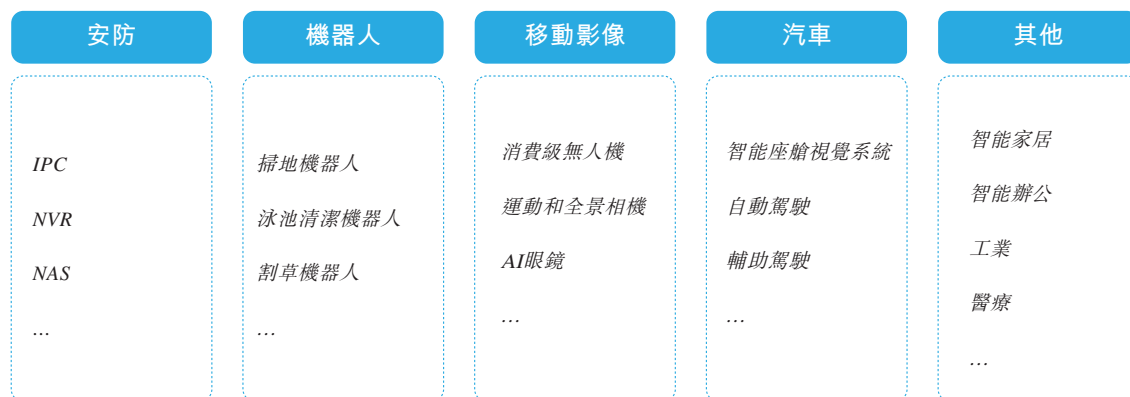 安防
IPC
NVR
NAS
…
機器人
掃地機器人
泳池清潔機器人
割草機器人
…
移動影像
消費級無人機
運動和全景相機
AI眼鏡
…
汽車
智能座艙視覺系統
自動駕駛
輔助駕駛
…
其他
智能家居
智能辦公
工業
醫療
…